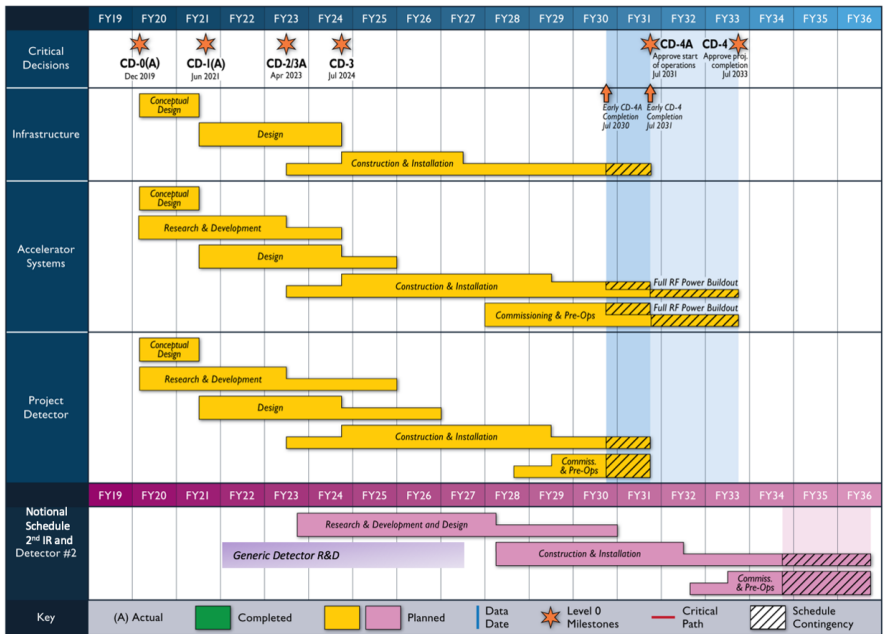 FY19 FY20 FY21 FY22 FY23 FY24 FY25 FY26 FY27 FY28 FY29 FY30 FY31 FY32 FY33 FY34 FY35 FY36
Critical
Decisions
CD-0(A)
Dec 2019
CD-1(A)
Jun 2021
CD-2/3A
Apr 2023
CD-3
Jul 2024
CD-4A
Approve start
of operations
Jul 2031
CD-4
Approve proj.
completion
Jul 2033
Infrastructure
Conceptual
Design
Design
Construction & Installation
Early CD-4A
Completion
Jul 2030
Early CD-4
Completion
Jul 2031
Accelerator
Systems
Conceptual
Design
Research & Development
Design
Construction & Installation
Full RF Power Buildout
Commissioning & Pre-Ops
Full RF Power Buildout
Project
Detector
Conceptual
Design
Research & Development
Design
Construction & Installation
Commiss.
& Pre-Ops
FY19 FY20 FY21 FY22 FY23 FY24 FY25 FY26 FY27 FY28 FY29 FY30 FY31 FY32 FY33 FY34 FY35 FY36
Notional
Schedule
2nd IR and
Detector #2
Research & Development and Design
Generic Detector R&D
Construction & Installation
Commiss.
& Pre-Ops
Key
(A) Actual
Completed
Planned
Data
Date
Level 0
Milestones
Critical
Path
Schedule
Contingency